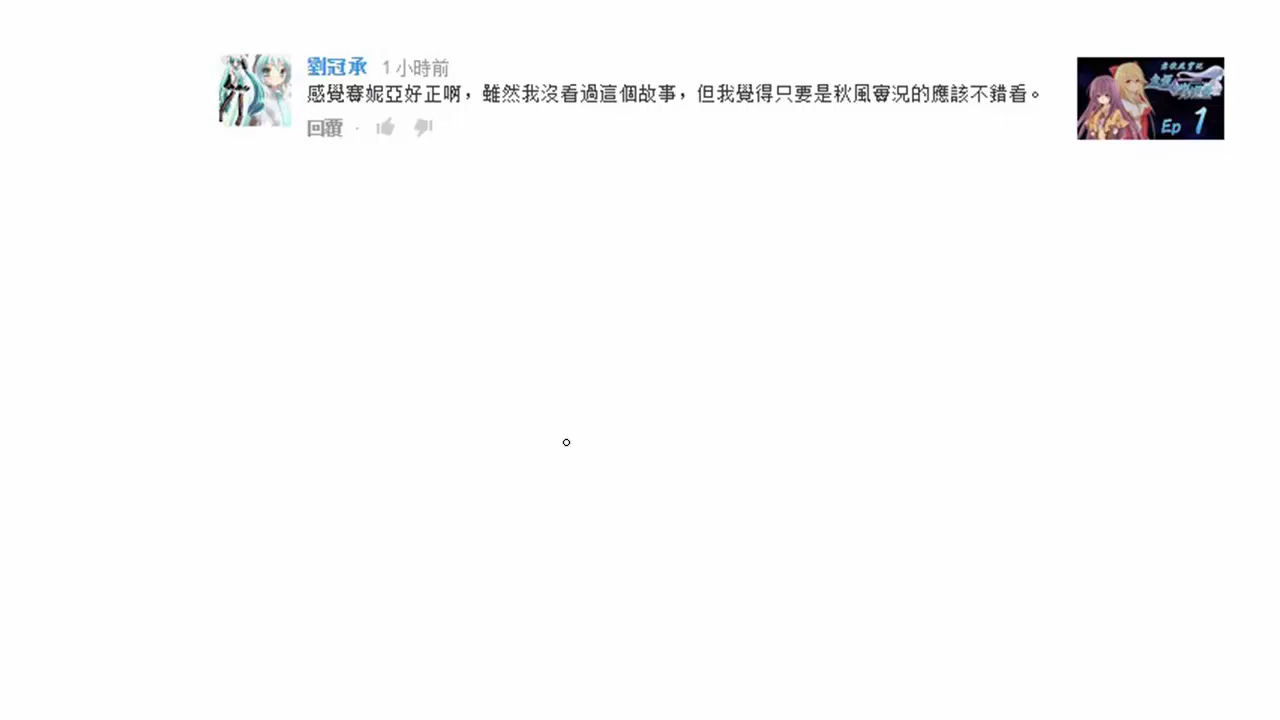 劉冠承 1 小時前
感覺賽妮亞好正啊，雖然我沒看過這個故事，但我覺得只要是秋風實況的應該不錯看。
回覆 ·
Ep 1